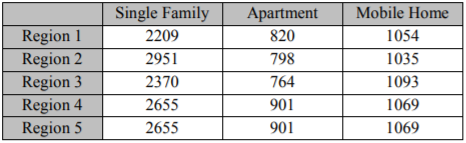 Single Family Apartment Mobile Home
Region 1 2209 820 1054
Region 2 2951 798 1035
Region 3 2370 764 1093
Region 4 2655 901 1069
Region 5 2655 901 1069